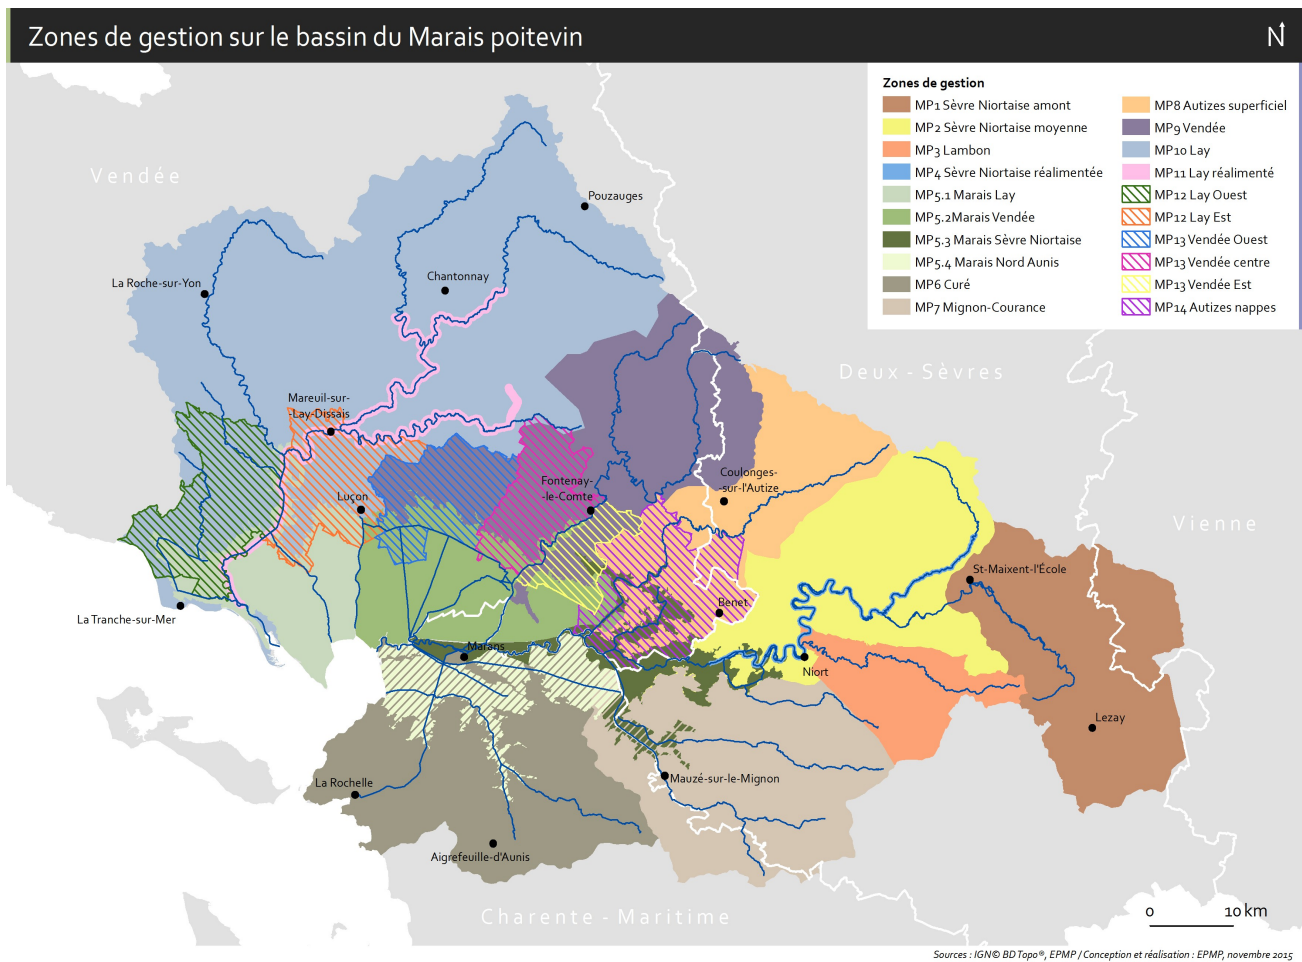 Zones de gestion sur le bassin du Marais poitevin
N
Zones de gestion
MP1 Sèvre Niortaise amont
MP2 Sèvre Niortaise moyenne
MP3 Lambon
MP4 Sèvre Niortaise réalimentée
MP5.1 Marais Lay
MP5.2Marais Vendée
MP5.3 Marais Sèvre Niortaise
MP5.4 Marais Nord Aunis
MP6 Curé
MP7 Mignon-Courance
MP8 Autizes superficiel
MP9 Vendée
MP10 Lay
MP11 Lay réalimenté
MP12 Lay Ouest
MP12 Lay Est
MP13 Vendée Ouest
MP13 Vendée centre
MP13 Vendée Est
MP14 Autizes nappes
Vendée
Pouzauges
La Roche-sur-Yon
Chantonnay
Deux - Sèvres
Mareuil-sur-
-Lay-Dissais
Coulonges-
-sur-l'Autize
Fontenay-
-le-Comte
Luçon
Vienne
St-Maixent-l'École
Benet
La Tranche-sur-Mer
Marans
Niort
Lezay
La Rochelle
Mauzé-sur-le-Mignon
Aigrefeuille-d'Aunis
Charente - Maritime
0 10 km
Sources : IGN© BD Topo®, EPMP / Conception et réalisation : EPMP, novembre 2015